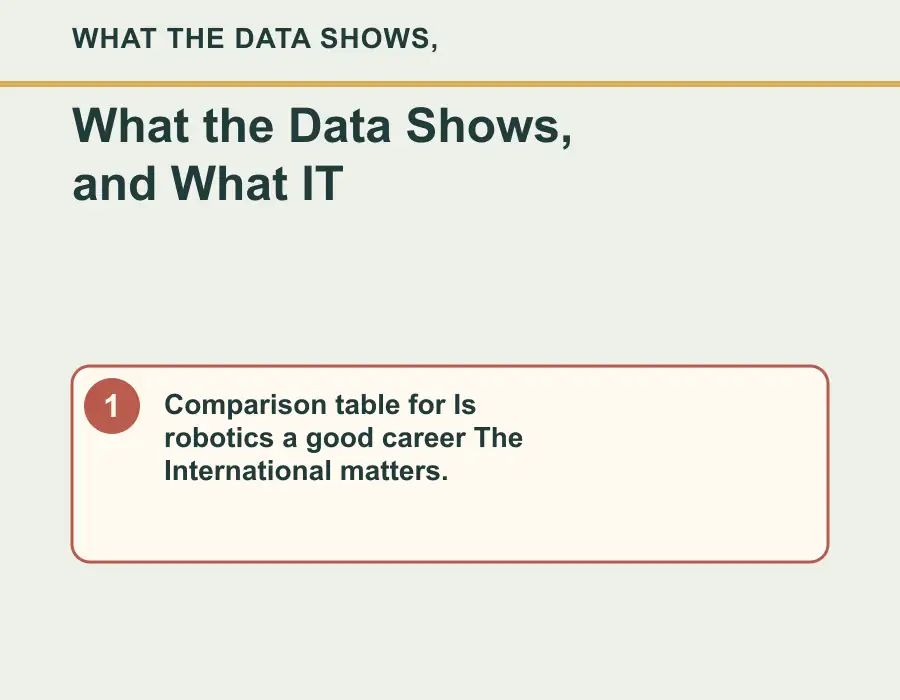 WHAT THE DATA SHOWS,
What the Data Shows,
and What IT
1
Comparison table for Is
robotics a good career The
International matters.